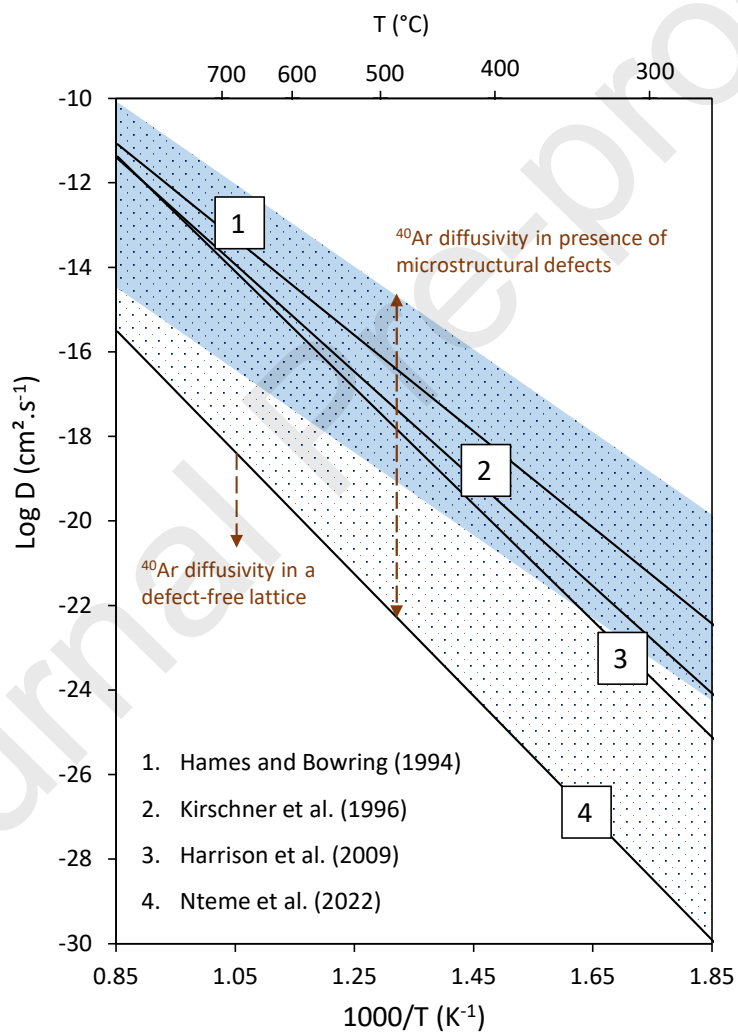 T (°C)
700 600 500 400 300
-10
-12
-14
-16
-18
-20
-22
-24
-26
-28
-30
Log D (cm².s⁻¹)
1
⁴⁰Ar diffusivity in presence of
microstructural defects
2
⁴⁰Ar diffusivity in a
defect-free lattice
3
4
1. Hames and Bowring (1994)
2. Kirschner et al. (1996)
3. Harrison et al. (2009)
4. Nteme et al. (2022)
0.85 1.05 1.25 1.45 1.65 1.85
1000/T (K⁻¹)
urnal Pre-pro